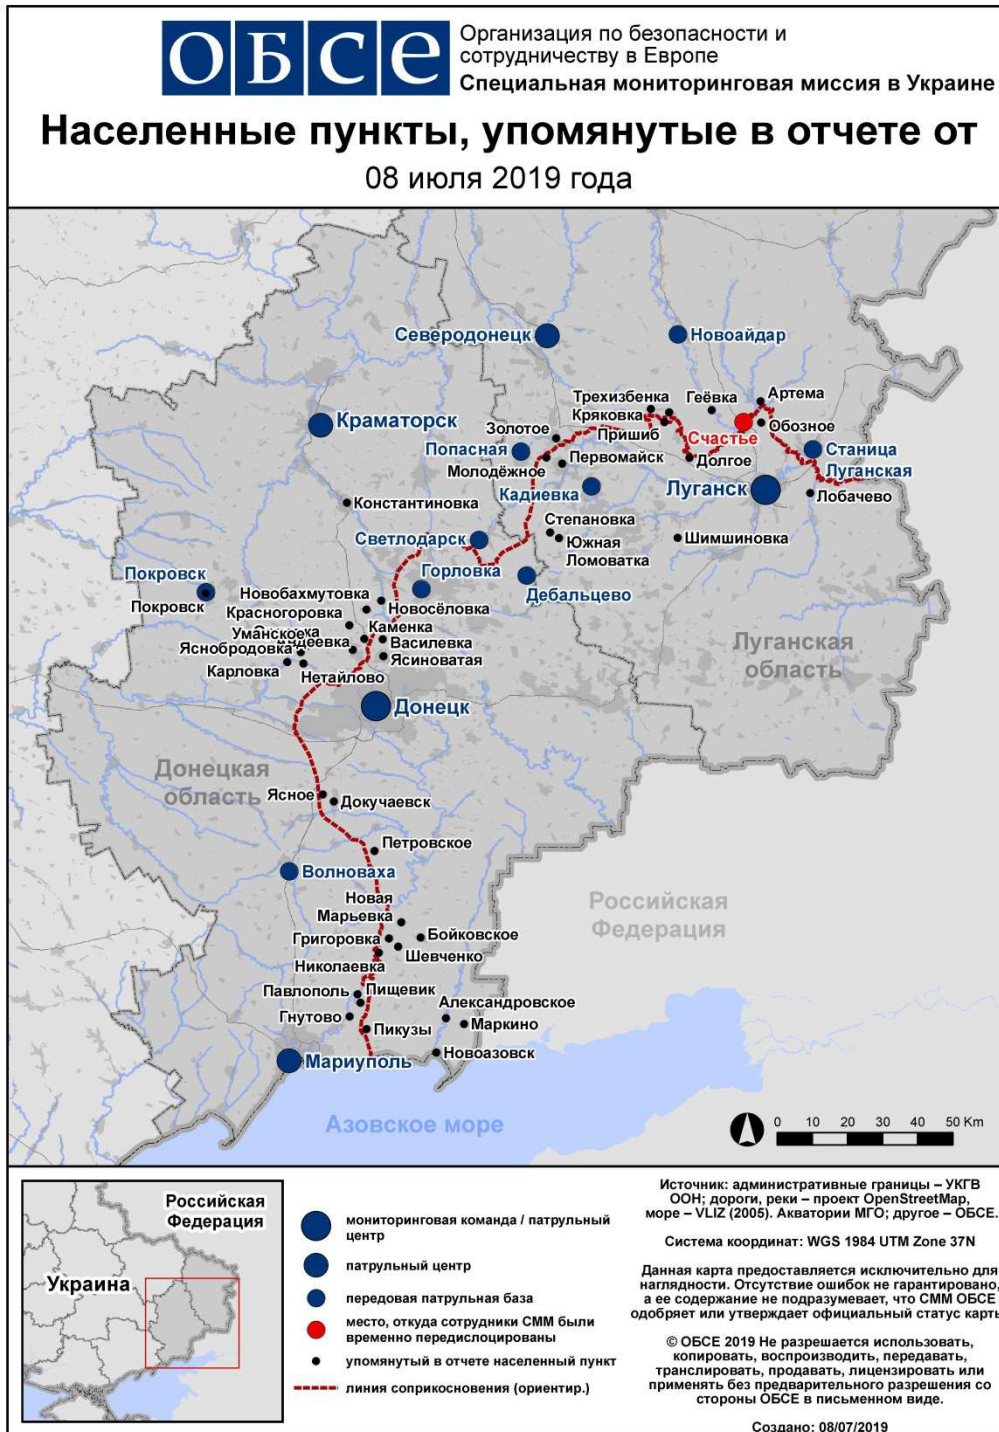 ОБСЕ
Организация по безопасности и
сотрудничеству в Европе
Специальная мониторинговая миссия в Украине
Населенные пункты, упомянутые в отчете от
08 июля 2019 года
Северодонецк
Новоайдар
Трехизбенка
Геёвка
Артема
Кряковка
Обозное
Краматорск
Золотое
Пришиб
Счастье
Станица
Луганская
Попасная
Первомайск
Долгое
Молодёжное
Кадиевка
Луганск
Лобачево
Константиновка
Степановка
Светлодарск
Южная
Ломоватка
Шимшиновка
Покровск
Горловка
Дебальцево
Новобахмутовка
Покровск
Красногоровка
Новосёловка
Каменка
Уманское
Авдеевка
Василевка
Яснобродовка
Ясиноватая
Карловка
Нетайлово
Луганская
область
Донецк
Донецкая
область
Ясное
Докучаевск
Петровское
Волноваха
Новая
Марьевка
Российская
Федерация
Григоровка
Бойковское
Шевченко
Николаевка
Павлополь
Пищевик
Александровское
Гнутово
Маркино
Пикузы
Новоазовск
Мариуполь
Азовское море
0 10 20 30 40 50 Km
Российская
Федерация
Украина
мониторинговая команда / патрульный
центр
патрульный центр
передовая патрульная база
место, откуда сотрудники СММ были
временно передислоцированы
упомянутый в отчете населенный пункт
линия соприкосновения (ориентир.)
Источник: административные границы – УКГВ
ООН; дороги, реки – проект OpenStreetMap,
море – VLIZ (2005). Акватории МГО; другое – ОБСЕ.
Система координат: WGS 1984 UTM Zone 37N
Данная карта предоставляется исключительно для
наглядности. Отсутствие ошибок не гарантировано,
а ее содержание не подразумевает, что СММ ОБСЕ
одобряет или утверждает официальный статус карты.
© ОБСЕ 2019 Не разрешается использовать,
копировать, воспроизводить, передавать,
транслировать, продавать, лицензировать или
применять без предварительного разрешения со
стороны ОБСЕ в письменном виде.
Создано: 08/07/2019